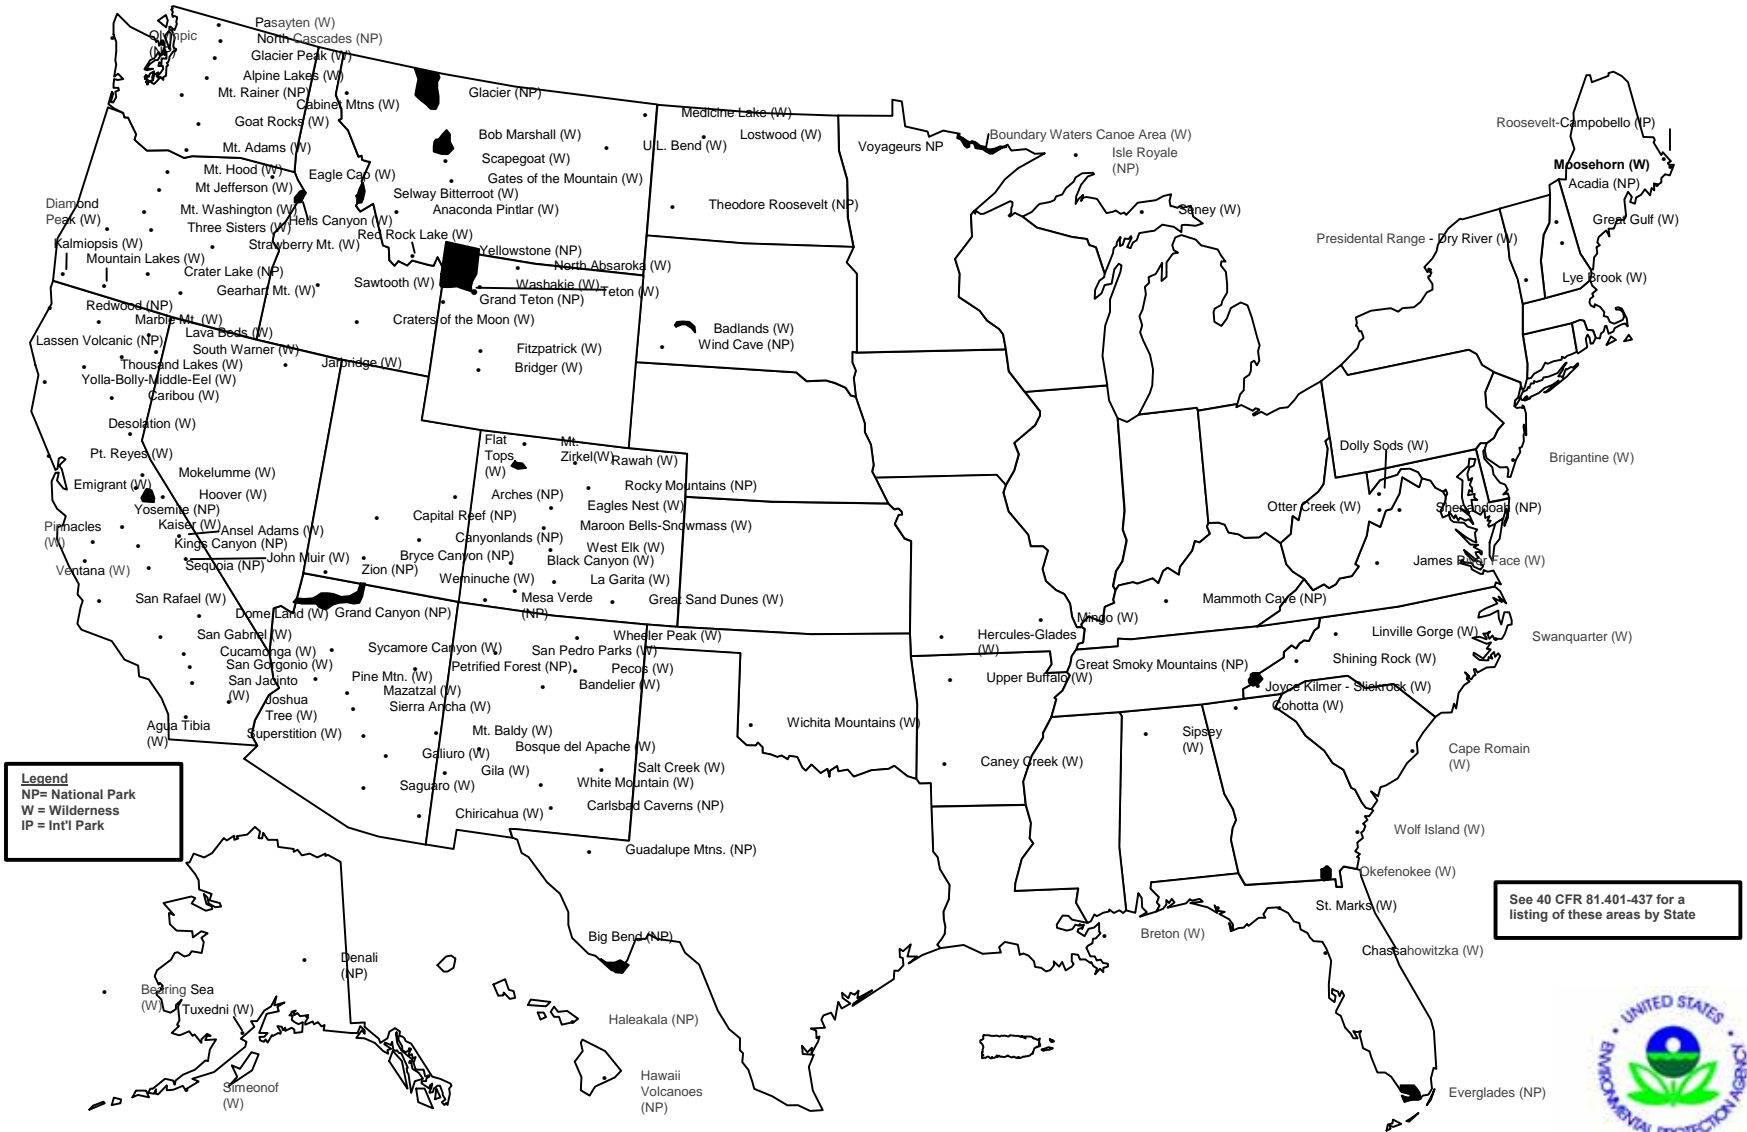 Pasayten (W)
Olympic
(NP)
North Cascades (NP)
Glacier Peak (W)
Alpine Lakes (W)
Mt. Rainer (NP)
Cabinet Mtns (W)
Goat Rocks (W)
Mt. Adams (W)
Mt. Hood (W)
Eagle Cap (W)
Mt Jefferson (W)
Diamond
Peak (W)
Mt. Washington (W)
Hells Canyon (W)
Three Sisters (W)
Kalmiopsis (W)
Strawberry Mt. (W)
Mountain Lakes (W)
Crater Lake (NP)
Gearhart Mt. (W)
Redwood (NP)
Marble Mt. (W)
Lava Beds (W)
Lassen Volcanic (NP)
South Warner (W)
Thousand Lakes (W)
Jarbridge (W)
Yolla-Bolly-Middle-Eel (W)
Caribou (W)
Desolation (W)
Pt. Reyes (W)
Mokelumme (W)
Emigrant (W)
Hoover (W)
Yosemite (NP)
Pinnacles
(W)
Kaiser (W)
Ansel Adams (W)
Kings Canyon (NP)
John Muir (W)
Sequoia (NP)
Ventana (W)
San Rafael (W)
Dome Land (W)
San Gabriel (W)
Cucamonga (W)
San Gorgonio (W)
San Jacinto
(W)
Joshua
Tree (W)
Agua Tibia
(W)
Superstition (W)
Glacier (NP)
Bob Marshall (W)
Scapegoat (W)
Gates of the Mountain (W)
Selway Bitterroot (W)
Anaconda Pintlar (W)
Red Rock Lake (W)
Yellowstone (NP)
North Absaroka (W)
Sawtooth (W)
Washakie (W)
Teton (W)
Grand Teton (NP)
Craters of the Moon (W)
Fitzpatrick (W)
Bridger (W)
Medicine Lake (W)
Lostwood (W)
U.L. Bend (W)
Theodore Roosevelt (NP)
Badlands (W)
Wind Cave (NP)
Flat
Tops
(W)
Mt.
Zirkel(W)
Rawah (W)
Rocky Mountains (NP)
Arches (NP)
Eagles Nest (W)
Capital Reef (NP)
Maroon Bells-Snowmass (W)
Canyonlands (NP)
West Elk (W)
Bryce Canyon (NP)
Black Canyon (W)
Zion (NP)
Weminuche (W)
La Garita (W)
Mesa Verde
(NP)
Great Sand Dunes (W)
Grand Canyon (NP)
Wheeler Peak (W)
Sycamore Canyon (W)
San Pedro Parks (W)
Petrified Forest (NP)
Pecos (W)
Pine Mtn. (W)
Bandelier (W)
Mazatzal (W)
Sierra Ancha (W)
Mt. Baldy (W)
Bosque del Apache (W)
Galiuro (W)
Gila (W)
Salt Creek (W)
Saguaro (W)
White Mountain (W)
Chiricahua (W)
Carlsbad Caverns (NP)
Guadalupe Mtns. (NP)
Big Bend (NP)
Wichita Mountains (W)
Voyageurs NP
Boundary Waters Canoe Area (W)
Isle Royale
(NP)
Seney (W)
Roosevelt-Campobello (IP)
Moosehorn (W)
Acadia (NP)
Great Gulf (W)
Presidental Range - Dry River (W)
Lye Brook (W)
Dolly Sods (W)
Brigantine (W)
Otter Creek (W)
Shenandoah (NP)
James River Face (W)
Mammoth Cave (NP)
Mingo (W)
Hercules-Glades
(W)
Linville Gorge (W)
Swanquarter (W)
Shining Rock (W)
Great Smoky Mountains (NP)
Upper Buffalo (W)
Joyce Kilmer - Slickrock (W)
Cohotta (W)
Sipsey
(W)
Cape Romain
(W)
Caney Creek (W)
Wolf Island (W)
Okefenokee (W)
St. Marks (W)
Breton (W)
Chassahowitzka (W)
Everglades (NP)
Legend
NP= National Park
W = Wilderness
IP = Int'l Park
Denali
(NP)
Bearing Sea
(W)
Tuxedni (W)
Simeonof
(W)
Haleakala (NP)
Hawaii
Volcanoes
(NP)
See 40 CFR 81.401-437 for a
listing of these areas by State
UNITED STATES
ENVIRONMENTAL PROTECTION AGENCY